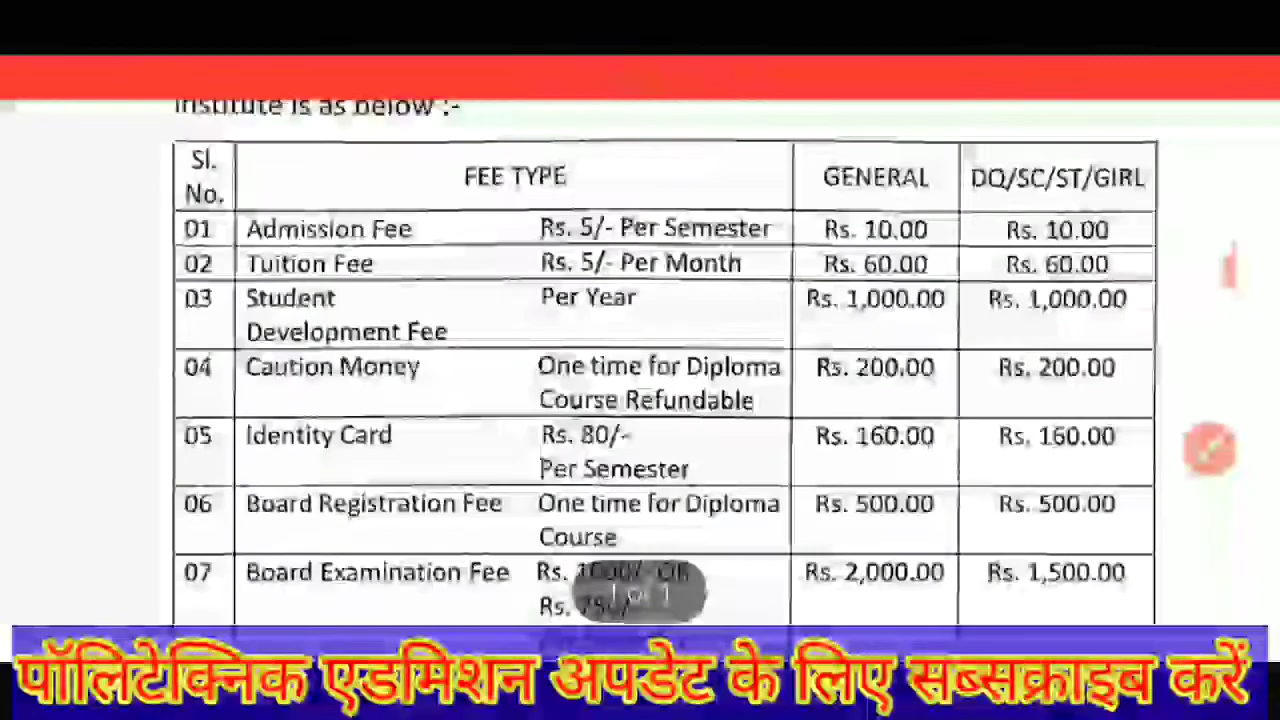 institute is as below :-
Sl. No. FEE TYPE GENERAL DQ/SC/ST/GIRL
01 Admission Fee Rs. 5/- Per Semester Rs. 10.00 Rs. 10.00
02 Tuition Fee Rs. 5/- Per Month Rs. 60.00 Rs. 60.00
03 Student Per Year Rs. 1,000.00 Rs. 1,000.00
Development Fee
04 Caution Money One time for Diploma Rs. 200.00 Rs. 200.00
Course Refundable
05 Identity Card Rs. 80/- Rs. 160.00 Rs. 160.00
Per Semester
06 Board Registration Fee One time for Diploma Rs. 500.00 Rs. 500.00
Course
07 Board Examination Fee Rs. 1000/- OR Rs. 2,000.00 Rs. 1,500.00
Rs. 750/-
1 of 1
पॉलिटेक्निक एडमिशन अपडेट के लिए सब्सक्राइब करें